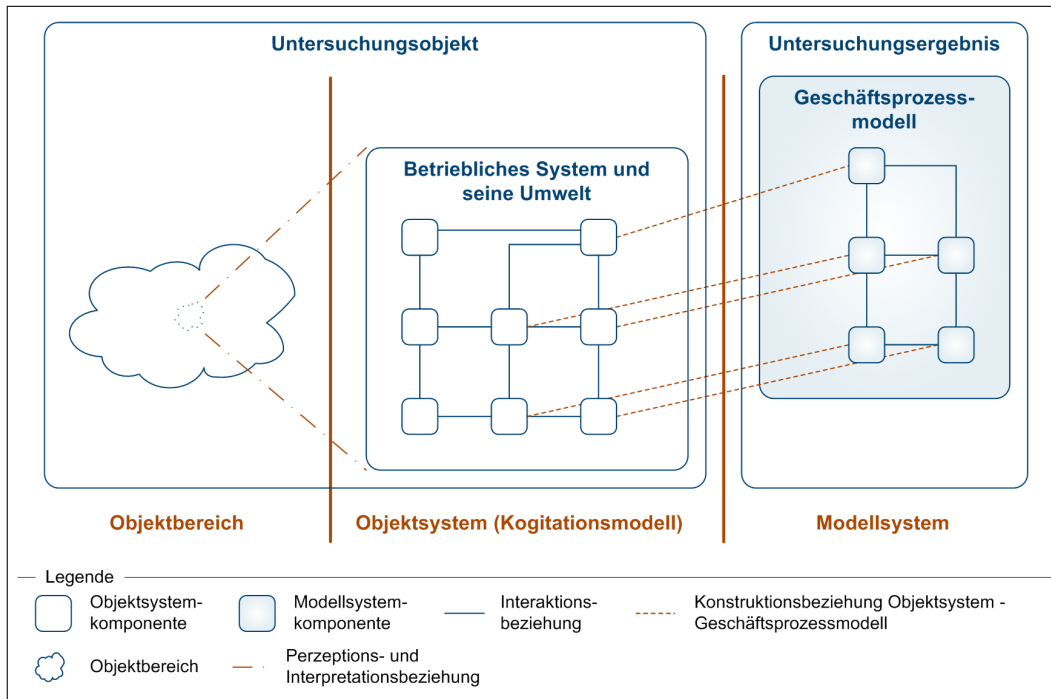 Untersuchungsobjekt
Untersuchungsergebnis
Geschäftsprozess-
modell
Betriebliches System und
seine Umwelt
Objektbereich
Objektsystem (Kogitationsmodell)
Modellsystem
Legende
Objektsystem-
komponente
Modellsystem-
komponente
Interaktions-
beziehung
Konstruktionsbeziehung Objektsystem -
Geschäftsprozessmodell
Objektbereich
Perzeptions- und
Interpretationsbeziehung